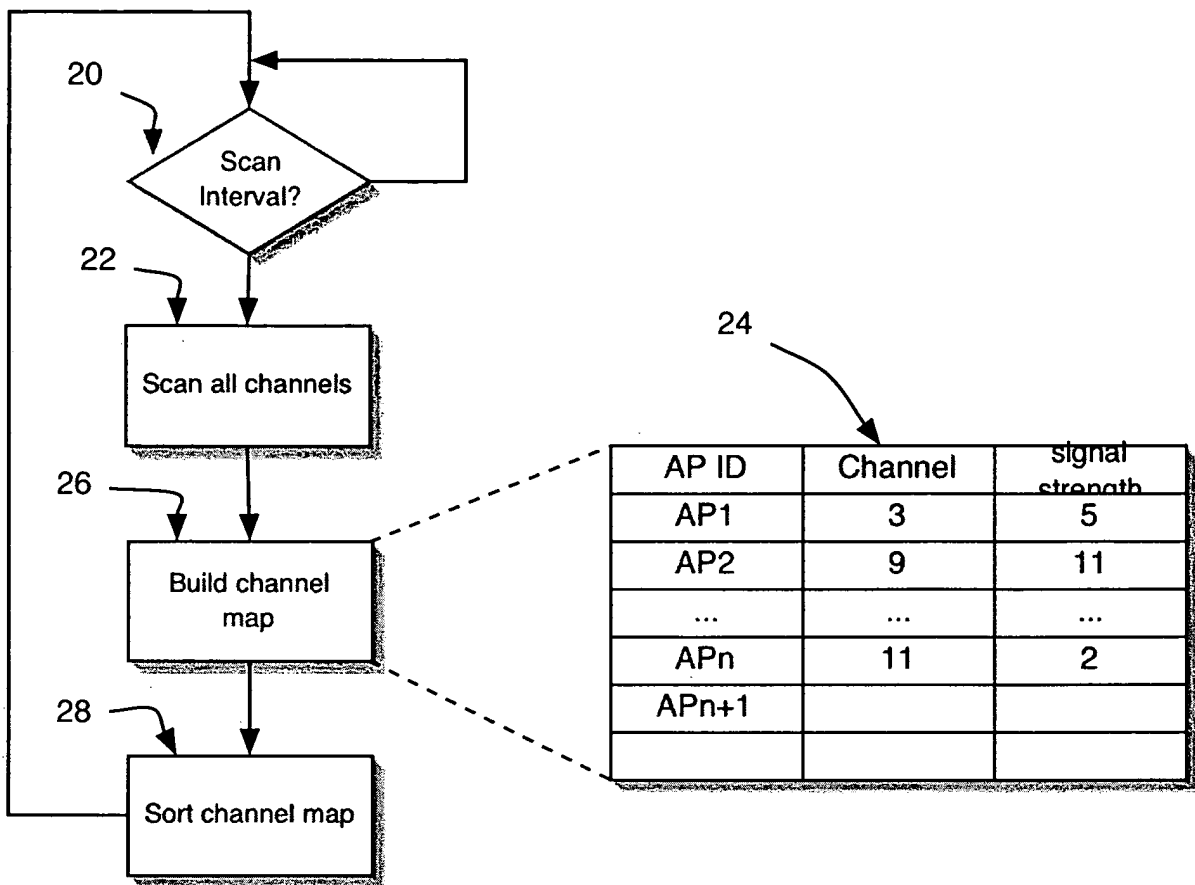 20
Scan
Interval?
22
Scan all channels
24
26
Build channel
map
28
Sort channel map
AP ID Channel signal
strength
AP1 3 5
AP2 9 11
... ... ...
APn 11 2
APn+1